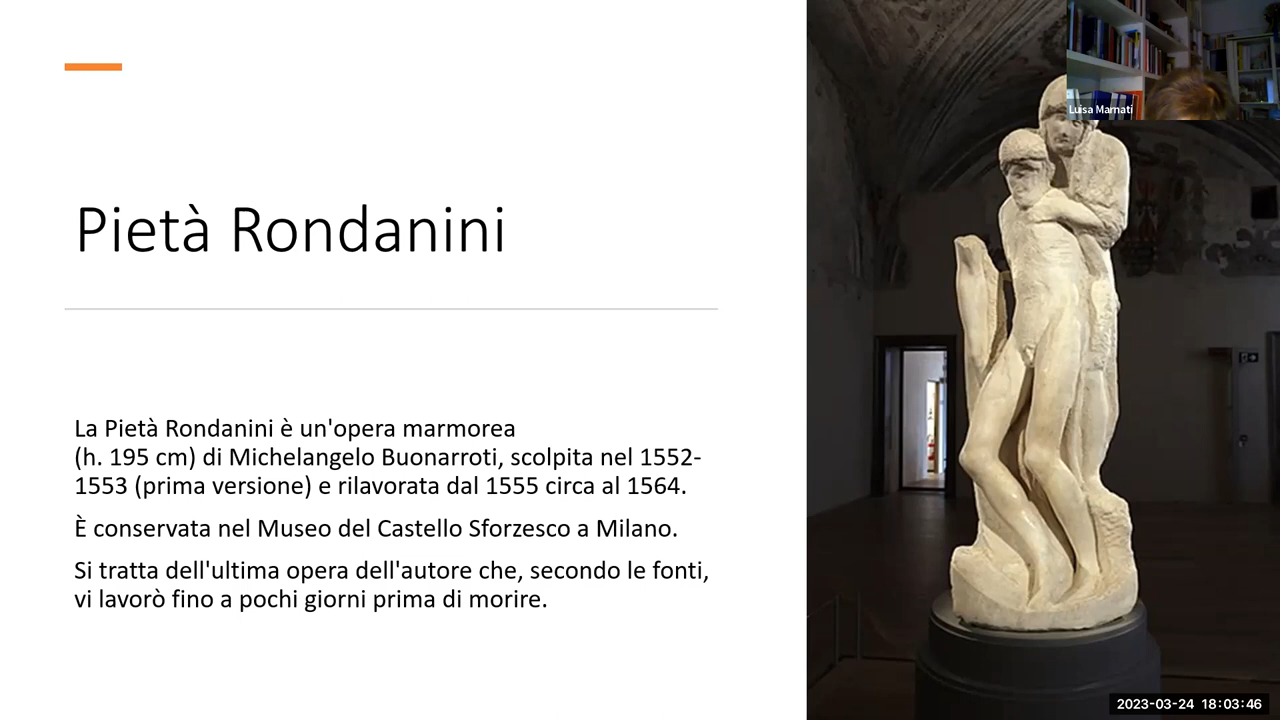 Pietà Rondanini
La Pietà Rondanini è un'opera marmorea
(h. 195 cm) di Michelangelo Buonarroti, scolpita nel 1552-
1553 (prima versione) e rilavorata dal 1555 circa al 1564.
È conservata nel Museo del Castello Sforzesco a Milano.
Si tratta dell'ultima opera dell'autore che, secondo le fonti,
vi lavorò fino a pochi giorni prima di morire.
Luisa Marnati
2023-03-24 18:03:46